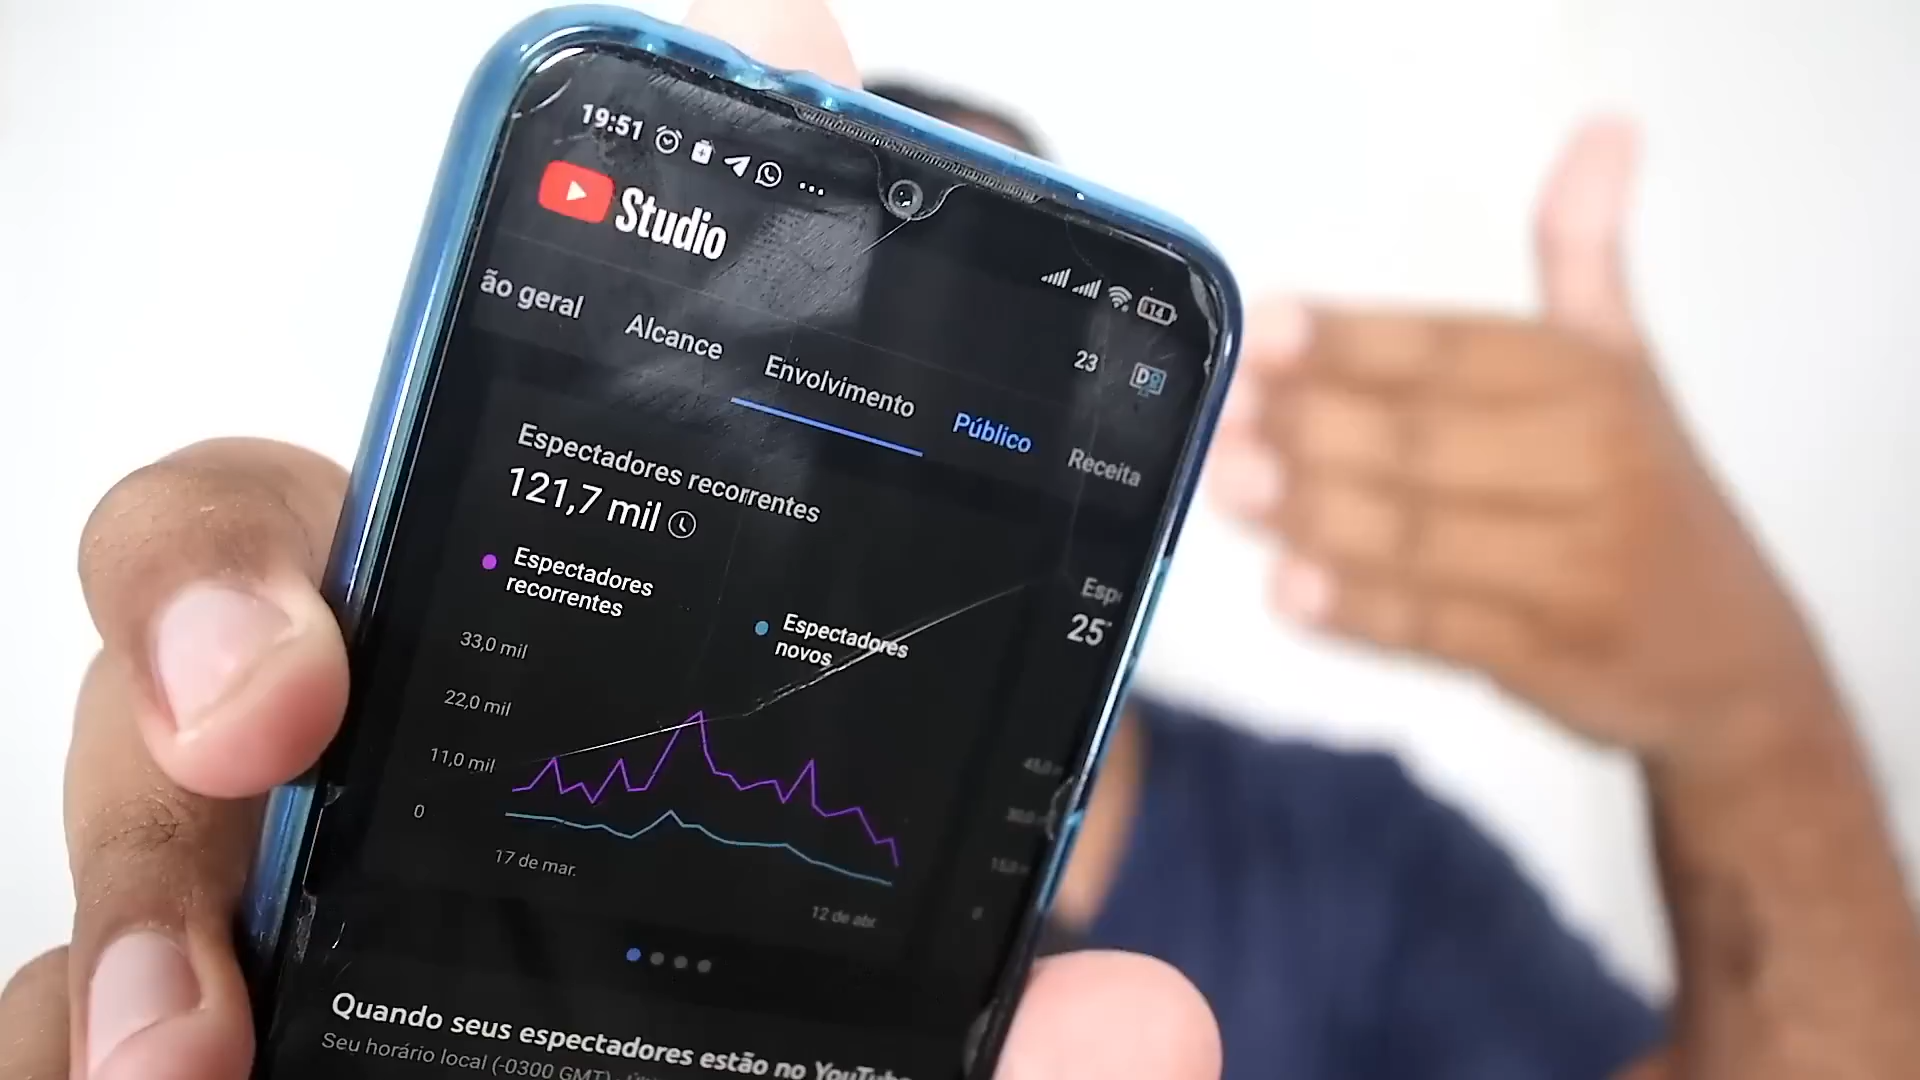 19:51
Studio
14
23
ão geral Alcance Envolvimento Público Receita
Espectadores recorrentes
121,7 mil
Espectadores
recorrentes
Espectadores
novos
33,0 mil
22,0 mil
11,0 mil
0
17 de mar.
12 de abr.
Quando seus espectadores estão no YouTube
Seu horário local (-0300 GMT)